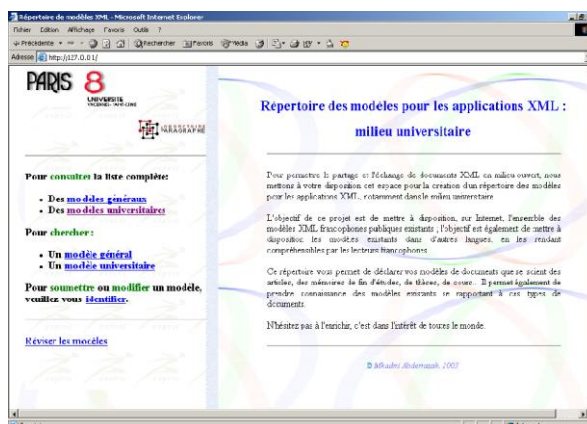 Répertoire de modèles XML - Microsoft Internet Explorer
Fichier Edition Affichage Favoris Outils ?
Précédente Rechercher Favoris Média
Adresse http://127.0.0.1/
PARIS 8
UNIVERSITÉ
PARAGRAPHE
Pour consulter la liste complète:
Des modèles généraux
Des modèles universitaires
Pour chercher :
Un modèle général
Un modèle universitaire
Pour soumettre ou modifier un modèle,
veuillez vous identifier.
Réviser les modèles
Répertoire des modèles pour les applications XML :
milieu universitaire
Pour permettre le partage et l'échange de documents XML en milieu ouvert, nous
mettons à votre disposition cet espace pour la création d'un répertoire des modèles
pour les applications XML, notamment dans le milieu universitaire
L'objectif de ce projet est de mettre à disposition, sur Internet, l'ensemble des
modèles XML francophones publiques existants ; l'objectif est également de mettre à
disposition les modèles existants dans d'autres langues, en les rendant
compréhensibles par les lecteurs francophones.
Ce répertoire vous permet de déclarer vos modèles de documents que se soient des
articles, des mémoires de fin d'études, de thèses, de cours... Il permet également de
prendre connaissance des modèles existants se rapportant à ces types de
documents.
N'hésitez pas à l'enrichir, c'est dans l'intérêt de toutes le monde.